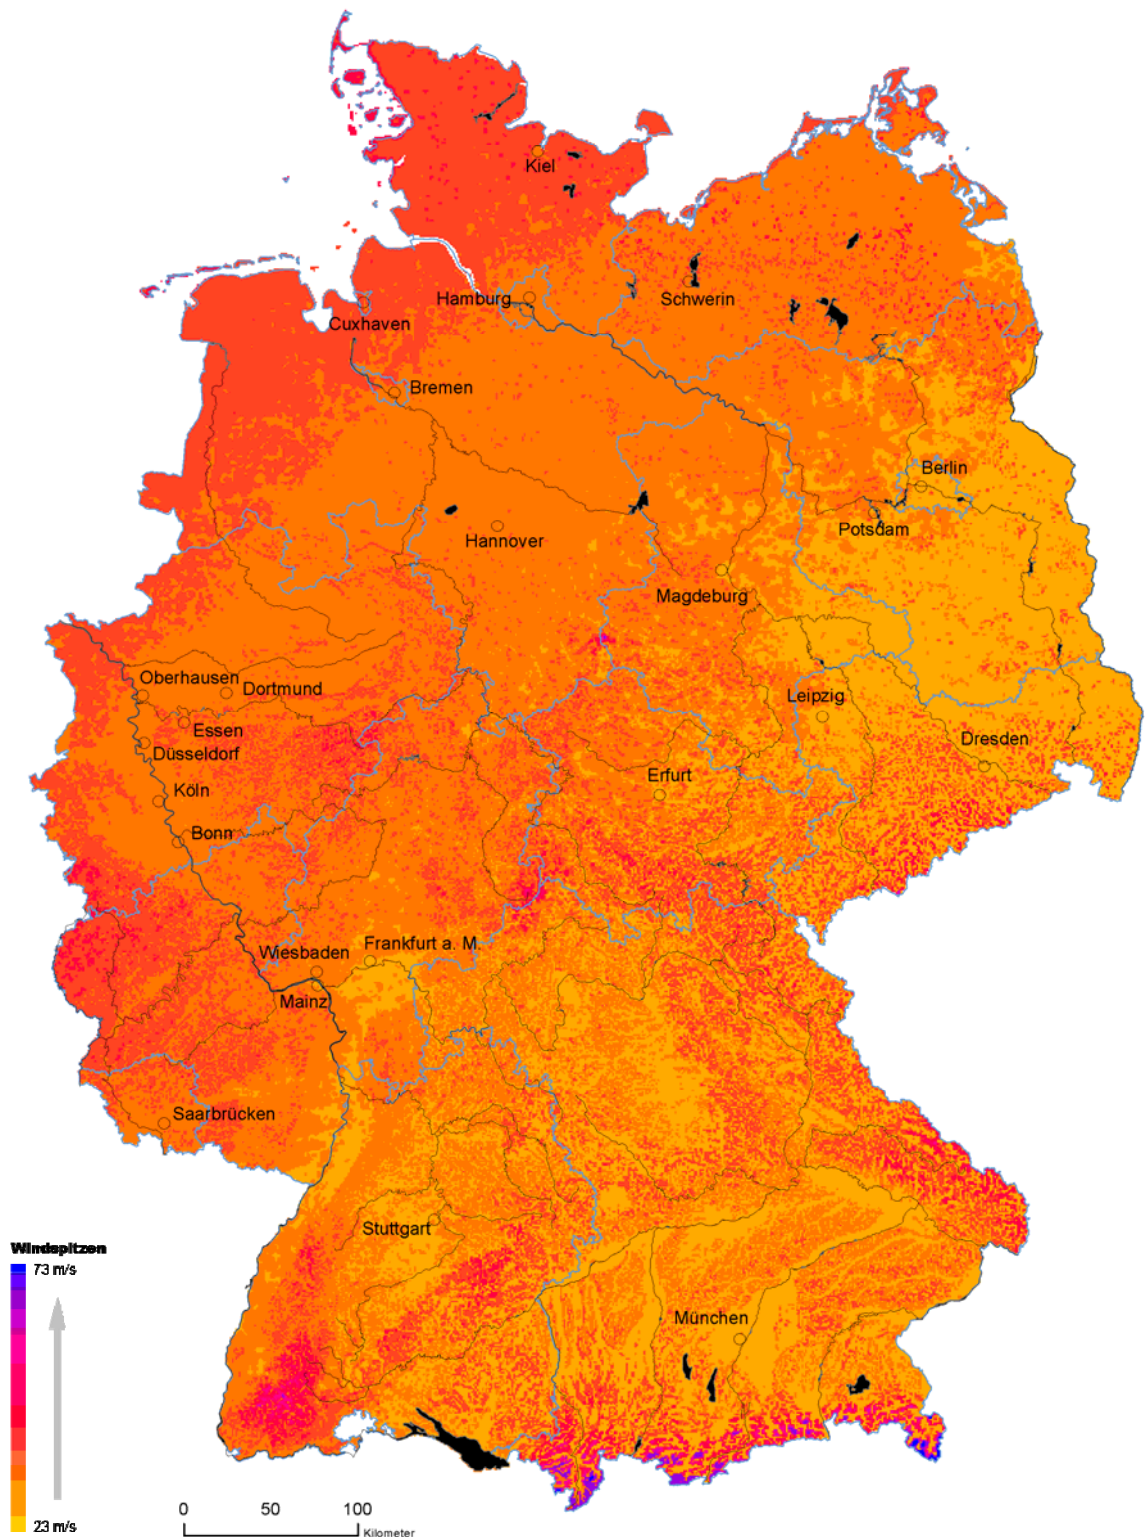 Kiel
Hamburg
Schwerin
Cuxhaven
Bremen
Berlin
Potsdam
Hannover
Magdeburg
Oberhausen
Dortmund
Essen
Düsseldorf
Leipzig
Dresden
Köln
Erfurt
Bonn
Wiesbaden
Frankfurt a. M.
Mainz
Saarbrücken
Stuttgart
München
Windspitzen
73 m/s
23 m/s
0 50 100
Kilometer